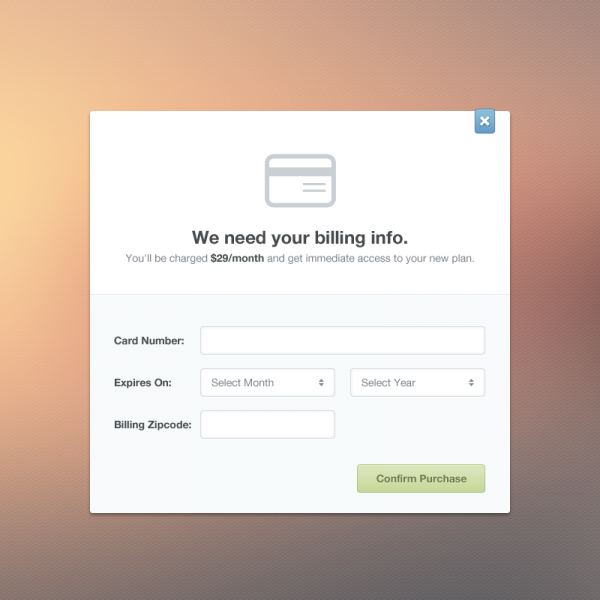 We need your billing info.
You'll be charged $29/month and get immediate access to your new plan.
Card Number:
Expires On: Select Month Select Year
Billing Zipcode:
Confirm Purchase